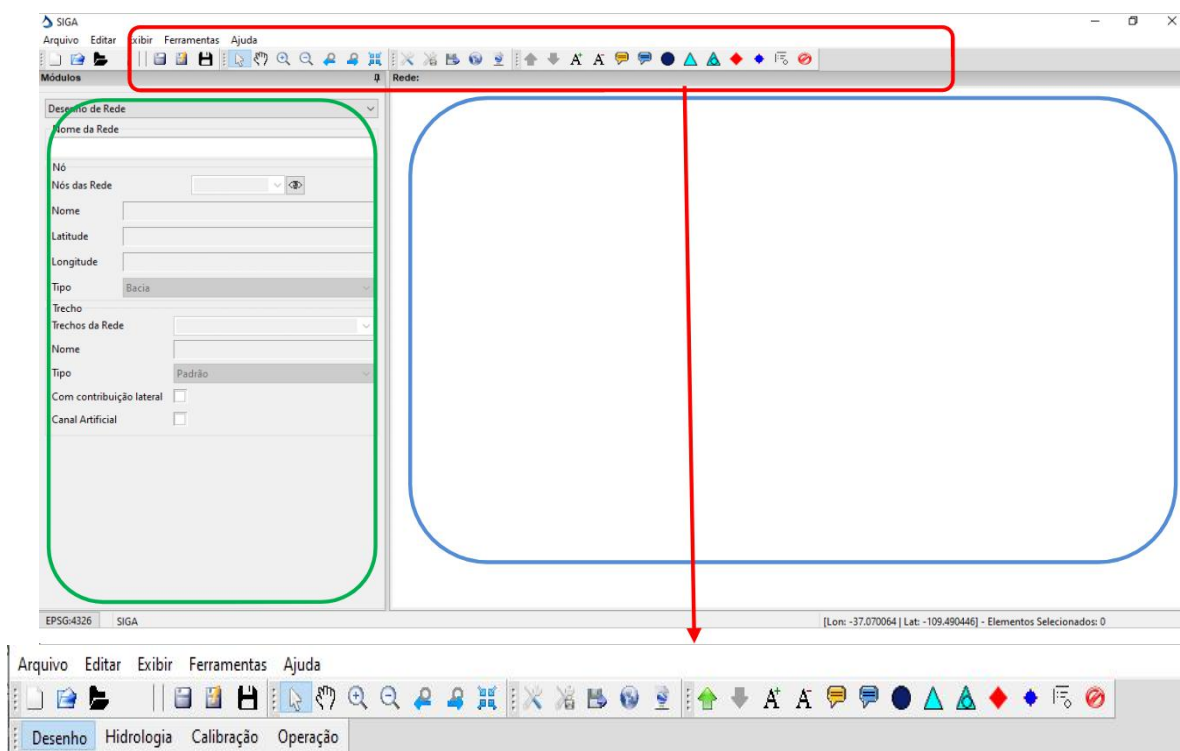 SIGA
Arquivo Editar Exibir Ferramentas Ajuda
Módulos
Rede:
Desenho de Rede
Nome da Rede
Nó
Nós das Rede
Nome
Latitude
Longitude
Tipo Bacia
Trecho
Trechos da Rede
Nome
Tipo Padrão
Com contribuição lateral
Canal Artificial
EPSG:4326 SIGA [Lon: -37.070064 | Lat: -109.490446] - Elementos Selecionados: 0
Arquivo Editar Exibir Ferramentas Ajuda
Desenho Hidrologia Calibração Operação